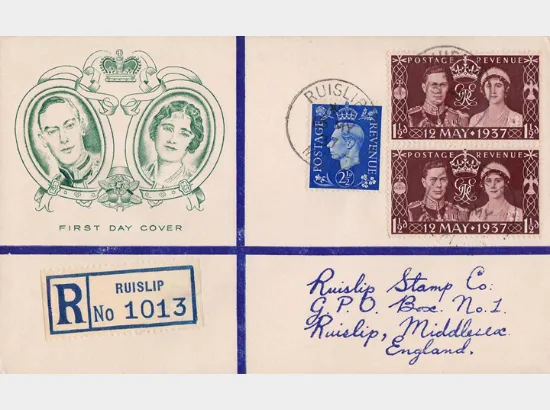 FIRST DAY COVER
R
RUISLIP
No 1013
RUISLIP
POSTAGE
REVENUE
2½D
POSTAGE REVENUE
1½D 12 MAY · 1937 1½D
POSTAGE REVENUE
1½D 12 MAY · 1937 1½D
Ruislip Stamp Co:
G.P.O. Box. No.1.
Ruislip, Middlesex
England.